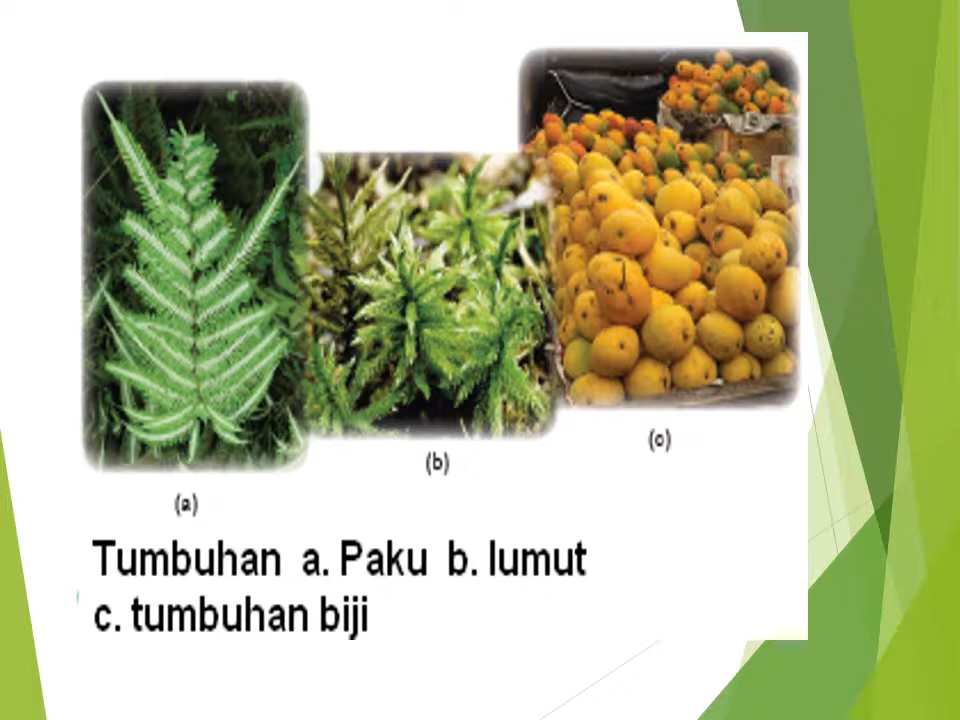 (a)
(b)
(c)
Tumbuhan a. Paku b. lumut
c. tumbuhan biji